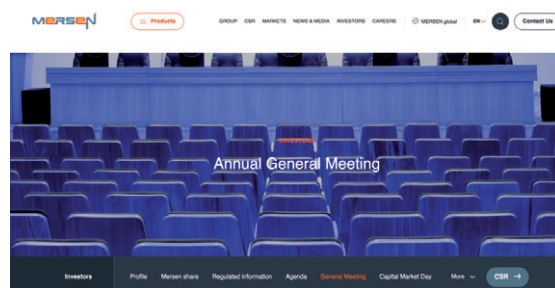 MERSEN
Products
GROUP CSR MARKETS NEWS & MEDIA INVESTORS CAREERS MERSEN global EN Contact Us
INVESTORS
Annual General Meeting
Investors Profile Mersen share Regulated information Agenda General Meeting Capital Market Day More CSR →